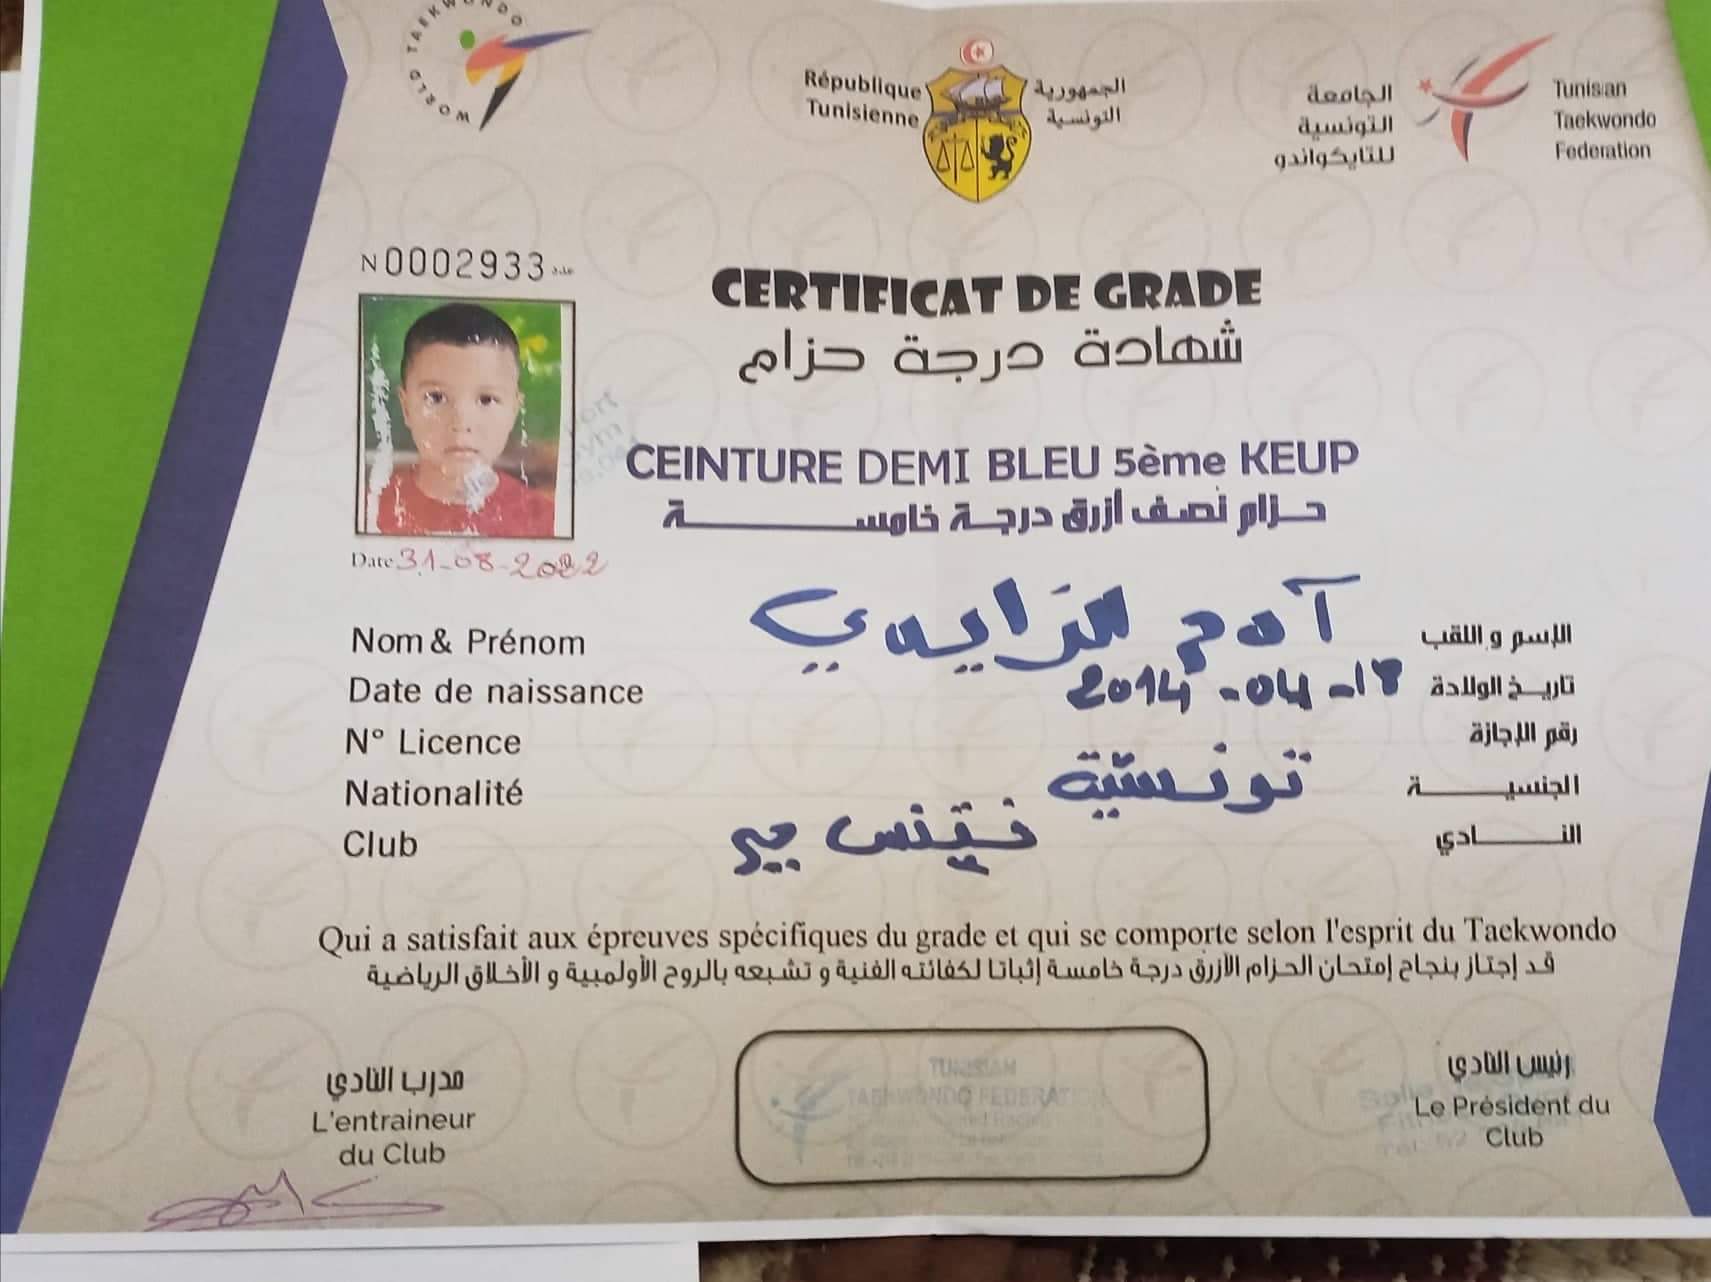 WORLD TAEKWONDO
République
Tunisienne
الجمهورية
التونسية
الجامعة
التونسية
للتايكواندو
Tunisian
Taekwondo
Federation
N0002933 عدد
CERTIFICAT DE GRADE
شهادة درجة حزام
CEINTURE DEMI BLEU 5ème KEUP
حزام نصف أزرق درجة خامسة
Date 31-08-2022
Nom & Prénom
آدم الزايدي
الإسم و اللقب
Date de naissance
2014-04-18
تاريخ الولادة
N° Licence
رقم الإجازة
Nationalité
تونسية
الجنسية
Club
فيتنس جيم
النادي
Qui a satisfait aux épreuves spécifiques du grade et qui se comporte selon l'esprit du Taekwondo
قد إجتاز بنجاح إمتحان الحزام الأزرق درجة خامسة إثباتا لكفائته الفنية و تشبعه بالروح الأولمبية و الأخلاق الرياضية
مدرب النادي
L'entraineur
du Club
TUNISIAN
TAEKWONDO FEDERATION
رئيس النادي
Le Président du
Club